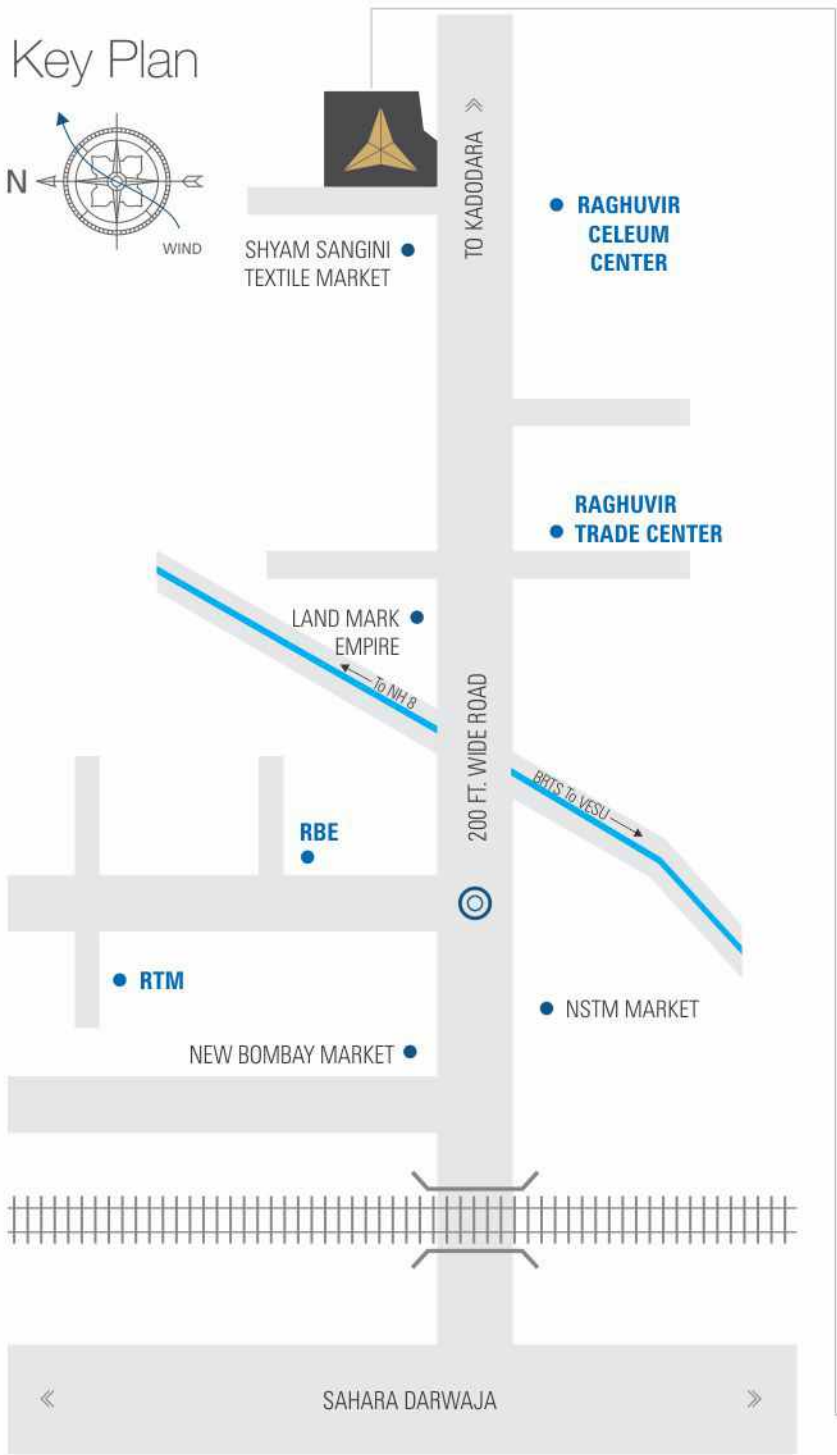 Key Plan
N
WIND
TO KADODARA
SHYAM SANGINI
TEXTILE MARKET
RAGHUVIR
CELEUM
CENTER
RAGHUVIR
TRADE CENTER
LAND MARK
EMPIRE
To NH 8
200 FT. WIDE ROAD
BRTS To VESU
RBE
RTM
NSTM MARKET
NEW BOMBAY MARKET
SAHARA DARWAJA